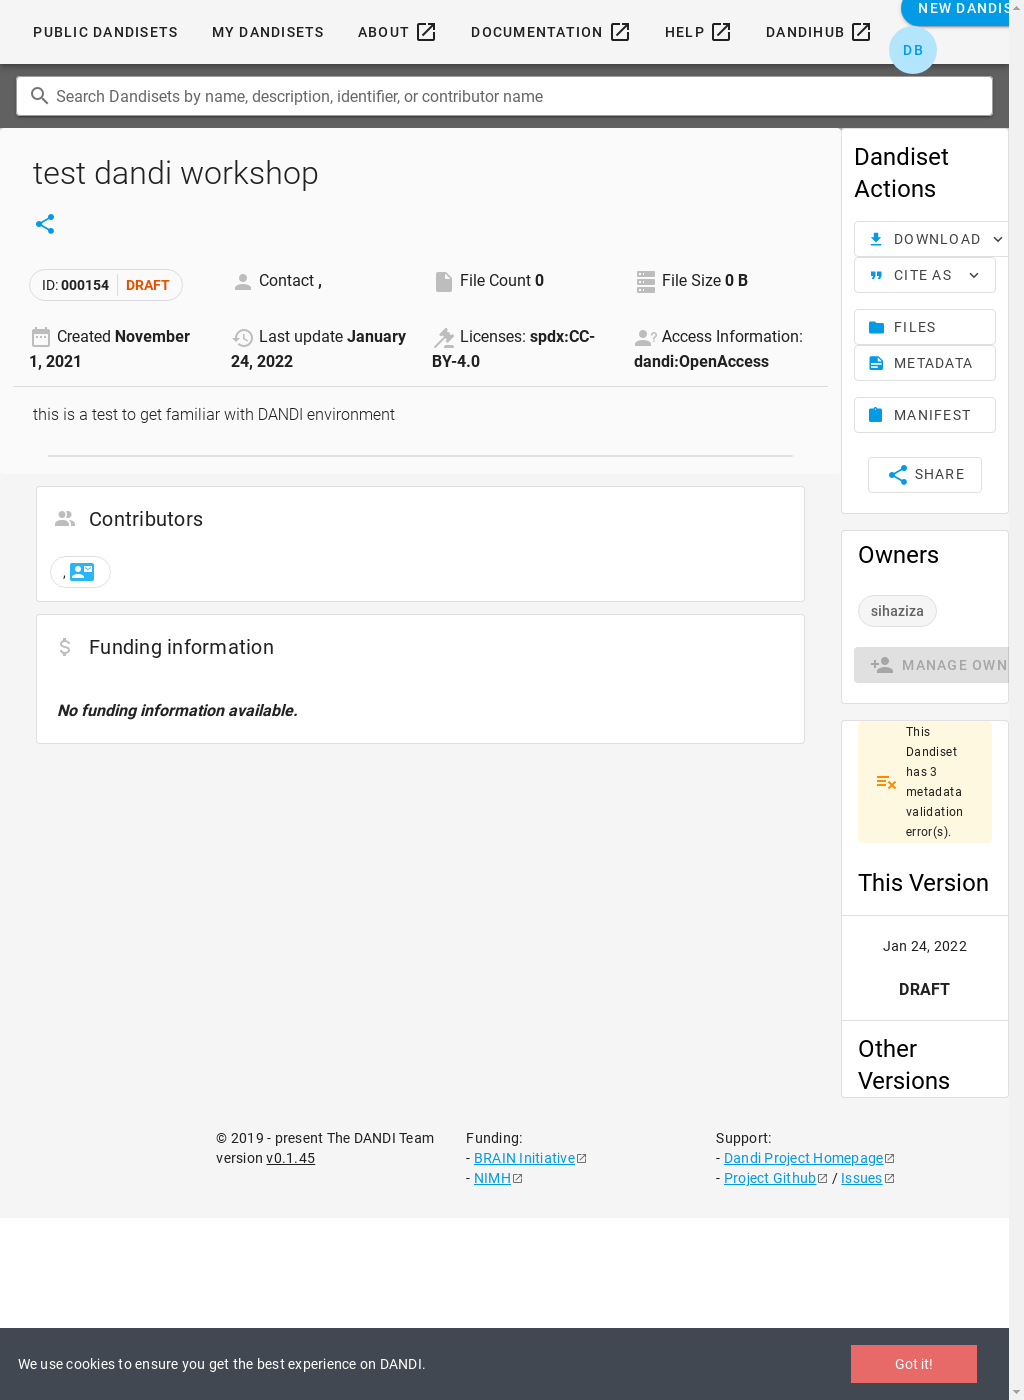 PUBLIC DANDISETS MY DANDISETS ABOUT DOCUMENTATION HELP DANDIHUB NEW DANDIS
DB
Search Dandisets by name, description, identifier, or contributor name
test dandi workshop
ID: 000154 DRAFT
Contact ,
File Count 0
File Size 0 B
Created November
1, 2021
Last update January
24, 2022
Licenses: spdx:CC-
BY-4.0
Access Information:
dandi:OpenAccess
this is a test to get familiar with DANDI environment
Contributors
,
Funding information
No funding information available.
Dandiset
Actions
DOWNLOAD
CITE AS
FILES
METADATA
MANIFEST
SHARE
Owners
sihaziza
MANAGE OWN
This
Dandiset
has 3
metadata
validation
error(s).
This Version
Jan 24, 2022
DRAFT
Other
Versions
© 2019 - present The DANDI Team
version v0.1.45
Funding:
- BRAIN Initiative
- NIMH
Support:
- Dandi Project Homepage
- Project Github / Issues
We use cookies to ensure you get the best experience on DANDI.
Got it!